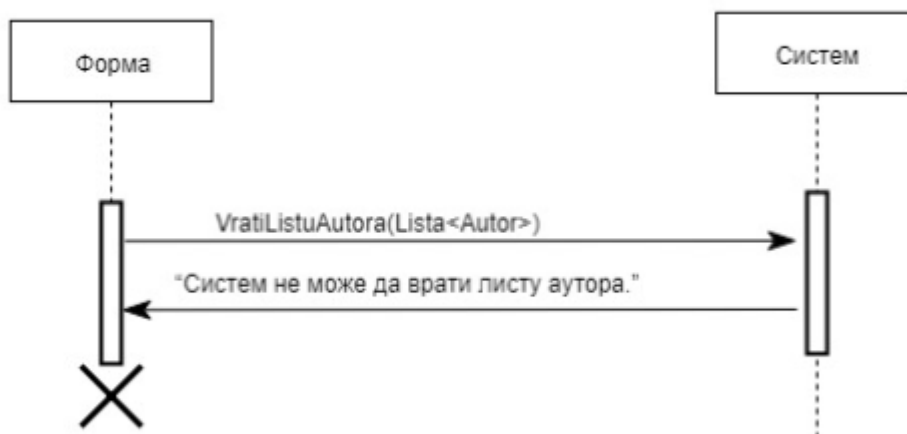 Форма
Систем
VratiListuAutora(Lista<Autor>)
“Систем не може да врати листу аутора.”